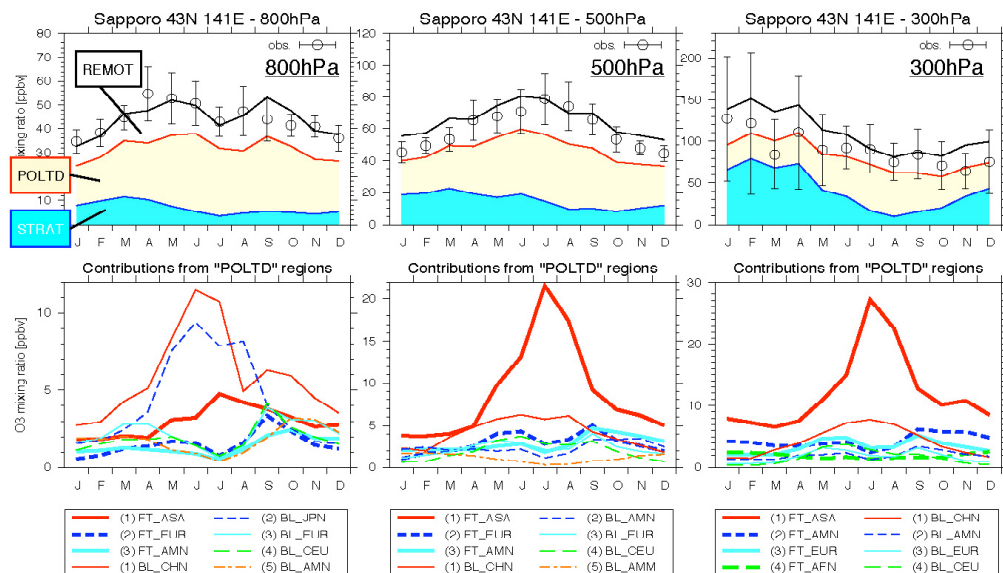 Sapporo 43N 141E - 800hPa
80
70
60
50
40
30
10
mixing ratio [ppbv]
obs.
800hPa
REMOT
POLTD
STRAT
J F M A M J J A S O N D
Sapporo 43N 141E - 500hPa
120
100
80
60
40
20
0
obs.
500hPa
J F M A M J J A S O N D
Sapporo 43N 141E - 300hPa
200
150
100
50
0
obs.
300hPa
J F M A M J J A S O N D
Contributions from "POLTD" regions
O3 mixing ratio [ppbv]
10
5
0
J F M A M J J A S O N D
Contributions from "POLTD" regions
20
15
10
5
0
J F M A M J J A S O N D
Contributions from "POLTD" regions
30
20
10
0
J F M A M J J A S O N D
(1) FT_ASA
(2) FT_EUR
(3) FT_AMN
(1) BL_CHN
(2) BL_JPN
(3) BL_EUR
(4) BL_CEU
(5) BL_AMN
(1) FT_ASA
(2) FT_EUR
(3) FT_AMN
(1) BL_CHN
(2) BL_AMN
(3) BL_EUR
(4) BL_CEU
(5) BL_AMM
(1) FT_ASA
(2) FT_AMN
(3) FT_EUR
(4) FT_AFN
(1) BL_CHN
(2) BL_AMN
(3) BL_EUR
(4) BL_CEU